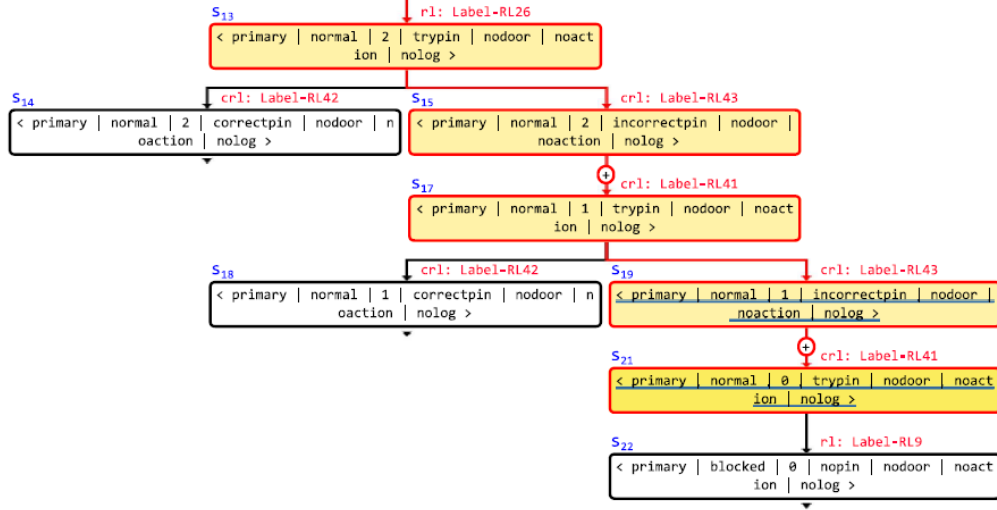 S13
rl: Label-RL26
< primary | normal | 2 | trypin | nodoor | noact
ion | nolog >
S14
crl: Label-RL42
< primary | normal | 2 | correctpin | nodoor | n
oaction | nolog >
S15
crl: Label-RL43
< primary | normal | 2 | incorrectpin | nodoor |
noaction | nolog >
+
S17
crl: Label-RL41
< primary | normal | 1 | trypin | nodoor | noact
ion | nolog >
S18
crl: Label-RL42
< primary | normal | 1 | correctpin | nodoor | n
oaction | nolog >
S19
crl: Label-RL43
< primary | normal | 1 | incorrectpin | nodoor |
noaction | nolog >
+
S21
crl: Label-RL41
< primary | normal | 0 | trypin | nodoor | noact
ion | nolog >
S22
rl: Label-RL9
< primary | blocked | 0 | nopin | nodoor | noact
ion | nolog >